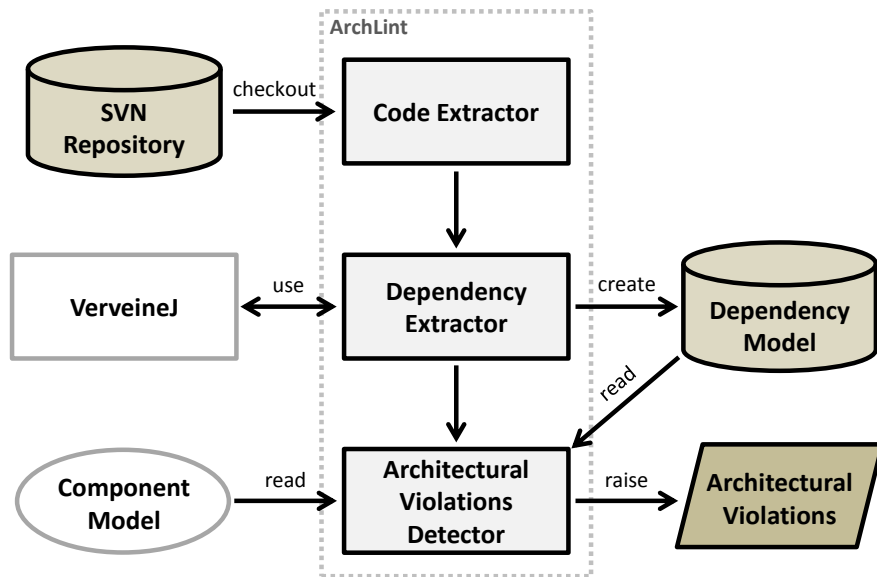 ArchLint
SVN
Repository
checkout
Code Extractor
VerveineJ
use
Dependency
Extractor
create
Dependency
Model
read
Component
Model
read
Architectural
Violations
Detector
raise
Architectural
Violations